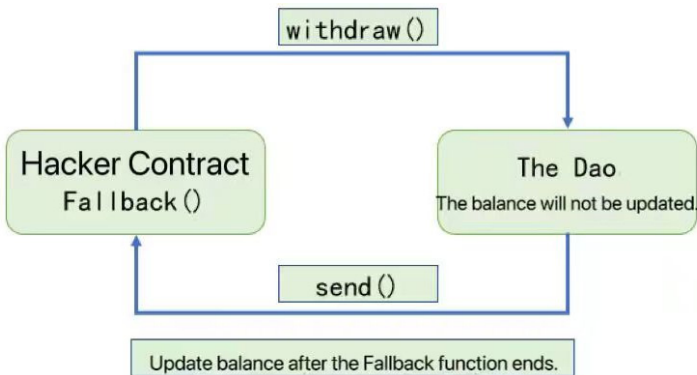 withdraw()
Hacker Contract
Fallback()
The Dao
The balance will not be updated.
send()
Update balance after the Fallback function ends.